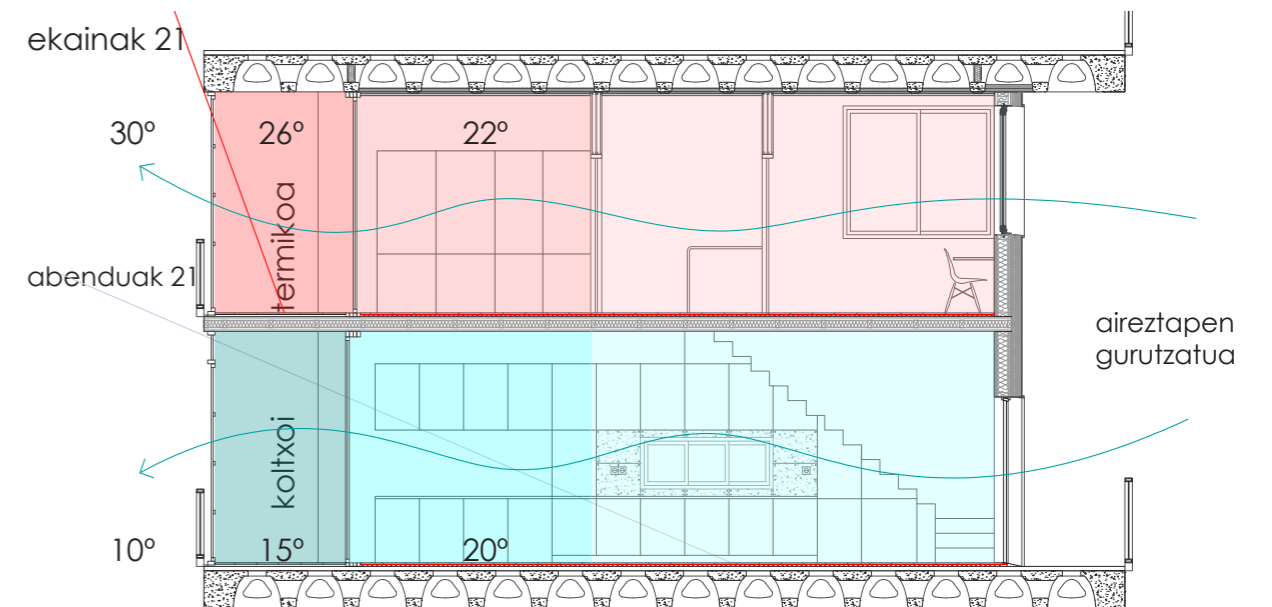 ekainak 21
30º
26º
22º
termikoa
abenduak 21
aireztapen
gurutzatua
koltxoi
10º
15º
20º